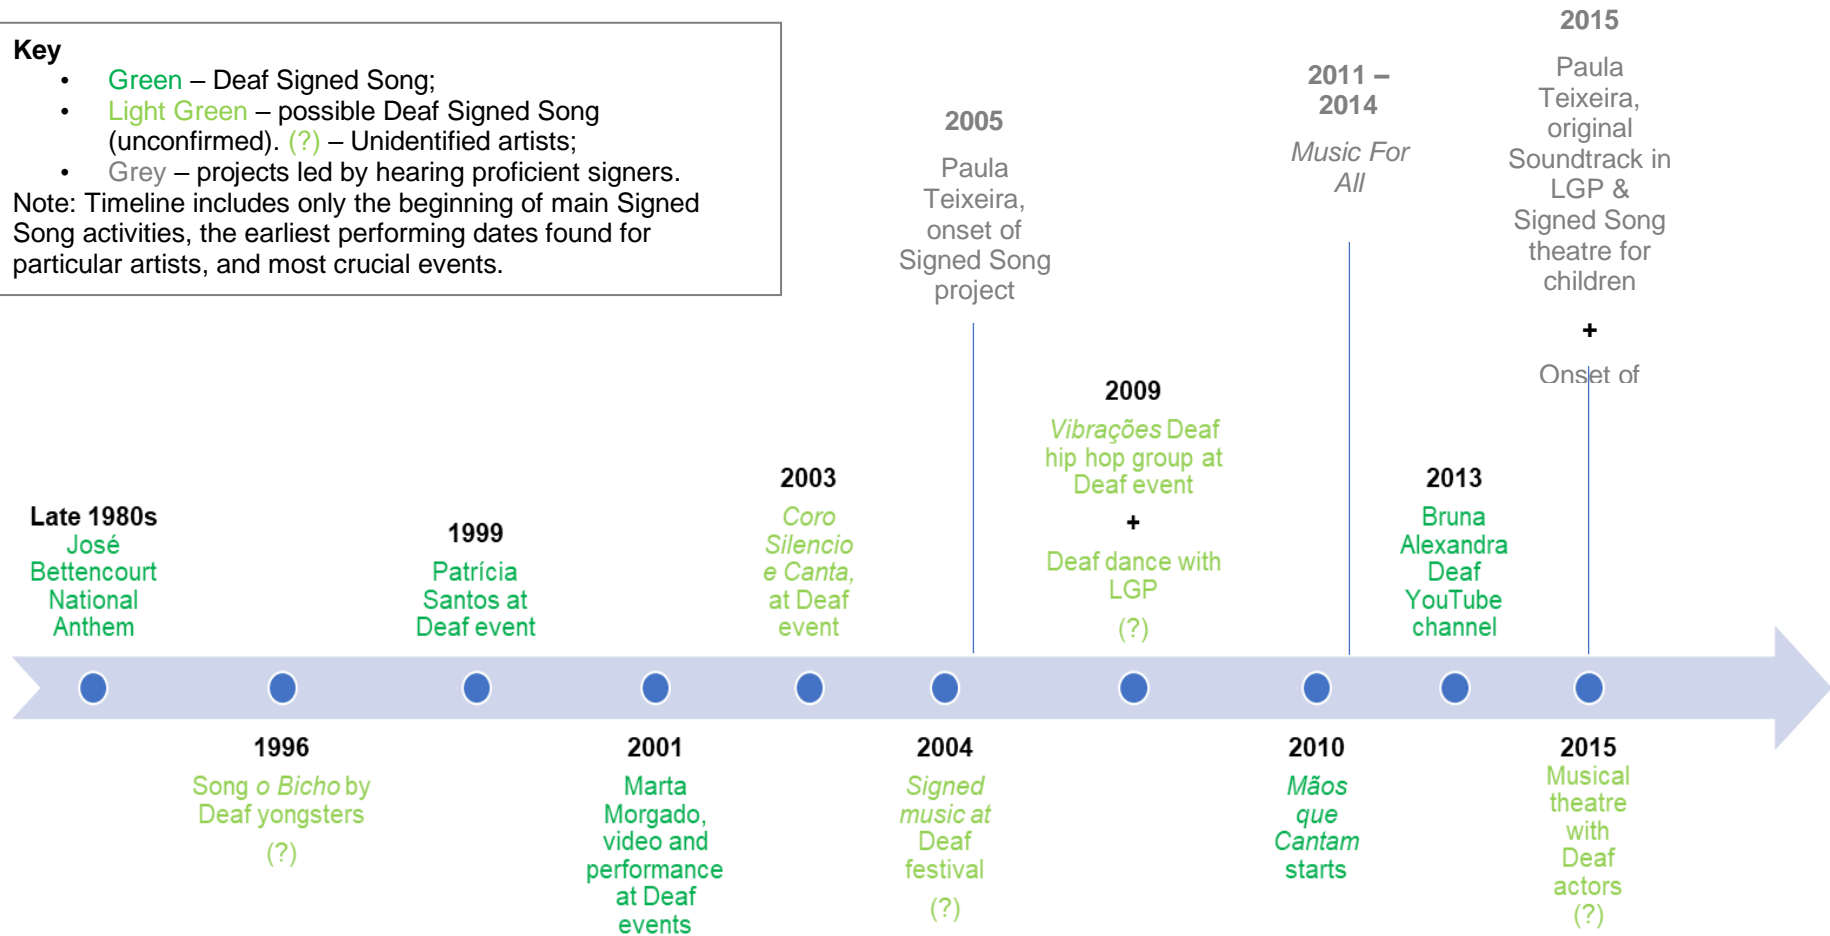 Key
• Green – Deaf Signed Song;
• Light Green – possible Deaf Signed Song
(unconfirmed). (?) – Unidentified artists;
• Grey – projects led by hearing proficient signers.
Note: Timeline includes only the beginning of main Signed
Song activities, the earliest performing dates found for
particular artists, and most crucial events.
2005
Paula
Teixeira,
onset of
Signed Song
project
2011 –
2014
Music For
All
2015
Paula
Teixeira,
original
Soundtrack in
LGP &
Signed Song
theatre for
children
+
Onset of
Late 1980s
José
Bettencourt
National
Anthem
1999
Patrícia
Santos at
Deaf event
2003
Coro
Silencio
e Canta,
at Deaf
event
2009
Vibrações Deaf
hip hop group at
Deaf event
+
Deaf dance with
LGP
(?)
2013
Bruna
Alexandra
Deaf
YouTube
channel
1996
Song o Bicho by
Deaf yongsters
(?)
2001
Marta
Morgado,
video and
performance
at Deaf
events
2004
Signed
music at
Deaf
festival
(?)
2010
Mãos
que
Cantam
starts
2015
Musical
theatre
with
Deaf
actors
(?)